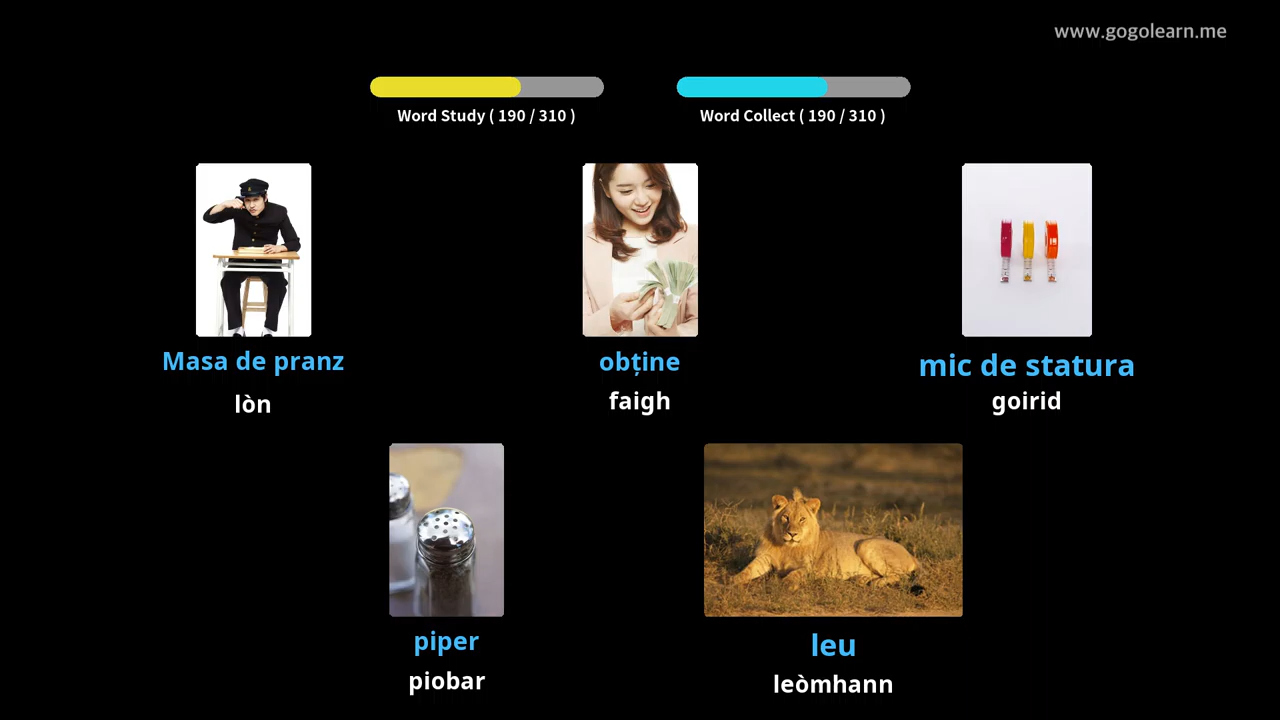 www.gogolearn.me
Word Study ( 190 / 310 )
Word Collect ( 190 / 310 )
Masa de pranz
lòn
obține
faigh
mic de statura
goirid
piper
piobar
leu
leòmhann